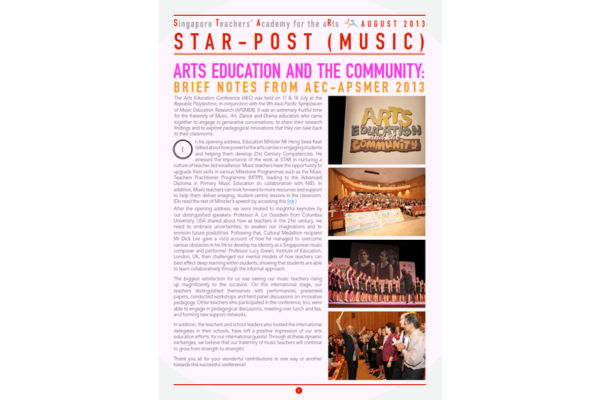 Singapore Teachers' Academy for the aRts AUGUST 2013
STAR-POST (MUSIC)
ARTS EDUCATION AND THE COMMUNITY:
BRIEF NOTES FROM AEC-APSMER 2013
The Arts Education Conference (AEC) was held on 17 & 18 July at the
Republic Polytechnic, in conjunction with the 9th Asia Pacific Symposium
of Music Education Research (APSMER). It was an extremely fruitful time
for the fraternity of Music, Art, Dance and Drama educators who came
together to engage in generative conversations, to share their research
findings and to explore pedagogical innovations that they can take back
to their classrooms.
I
n his opening address, Education Minister Mr Heng Swee Keat
talked about how powerful the arts can be in engaging students
and helping them develop 21st Century Competencies. He
stressed the importance of the work at STAR in nurturing a
culture of teacher-led excellence. Music teachers have the opportunity to
upgrade their skills in various Milestone Programmes such as the Music
Teachers Practitioner Programme (MTPP), leading to the Advanced
Diploma in Primary Music Education (in collaboration with NIE). In
addition, Music teachers can look forward to more resources and support
to help them deliver engaging, student-centric lessons in the classroom.
(Do read the rest of Minister's speech by accessing this link.)
After the opening address, we were treated to insightful keynotes by
our distinguished speakers. Professor A. Lin Goodwin from Columbia
University, USA shared about how as teachers in the 21st century, we
need to embrace uncertainties, to awaken our imaginations and to
envision future possibilities. Following that, Cultural Medallion recipient
Mr Dick Lee gave a vivid account of how he managed to overcome
various obstacles in his life to develop his identity as a Singaporean music
composer and performer. Professor Lucy Green, Institute of Education,
London, UK, then challenged our mental models of how teachers can
best effect deep learning within students, showing that students are able
to learn collaboratively through the informal approach.
The biggest satisfaction for us was seeing our music teachers rising
up magnificently to the occasion. On this international stage, our
teachers distinguished themselves with performances, presented
papers, conducted workshops and held panel discussions on innovative
pedagogy. Other teachers who participated in the conference, too, were
able to engage in pedagogical discussions, meeting over lunch and tea,
and forming new support networks.
In addition, the teachers and school leaders who hosted the international
delegates in their schools, have left a positive impression of our arts
education efforts for our international guests! Through all these dynamic
exchanges, we believe that our fraternity of music teachers will continue
to grow from strength to strength!
Thank you all for your wonderful contributions in one way or another
towards this successful conference!
ARTS
EDUCATION
COMMUNITY
1